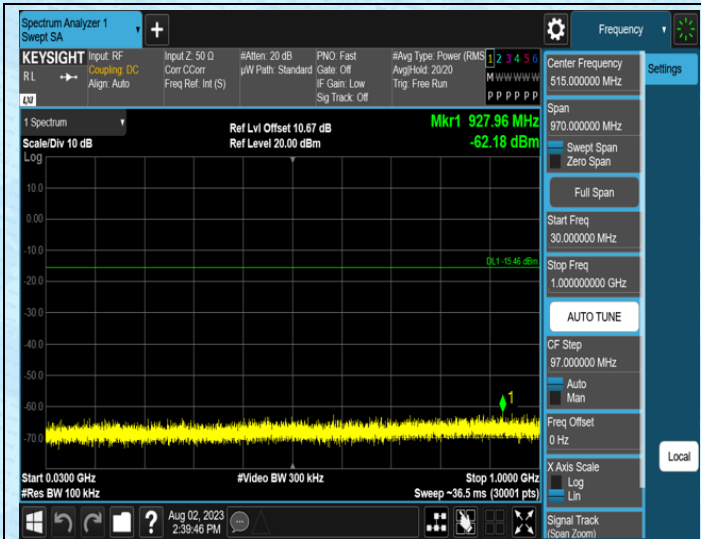 Spectrum Analyzer 1
Swept SA
+
Frequency
KEYSIGHT
RL
LXI
Input: RF
Coupling: DC
Align: Auto
Input Z: 50 Ω
Corr CCorr
Freq Ref: Int (S)
#Atten: 20 dB
µW Path: Standard
PNO: Fast
Gate: Off
IF Gain: Low
Sig Track: Off
#Avg Type: Power (RMS
Avg|Hold: 20/20
Trig: Free Run
1 2 3 4 5 6
M W W W W W
P P P P P P
1 Spectrum
Scale/Div 10 dB
Log
Ref Lvl Offset 10.67 dB
Ref Level 20.00 dBm
Mkr1 927.96 MHz
-62.18 dBm
10.0
0.00
-10.0
DL1 -15.46 dBm
-20.0
-30.0
-40.0
-50.0
-60.0
1
-70.0
Start 0.0300 GHz
#Res BW 100 kHz
#Video BW 300 kHz
Stop 1.0000 GHz
Sweep ~36.5 ms (30001 pts)
?
Aug 02, 2023
2:39:46 PM
Center Frequency
515.000000 MHz
Settings
Span
970.000000 MHz
Swept Span
Zero Span
Full Span
Start Freq
30.000000 MHz
Stop Freq
1.000000000 GHz
AUTO TUNE
CF Step
97.000000 MHz
Auto
Man
Freq Offset
0 Hz
Local
X Axis Scale
Log
Lin
Signal Track
(Span Zoom)